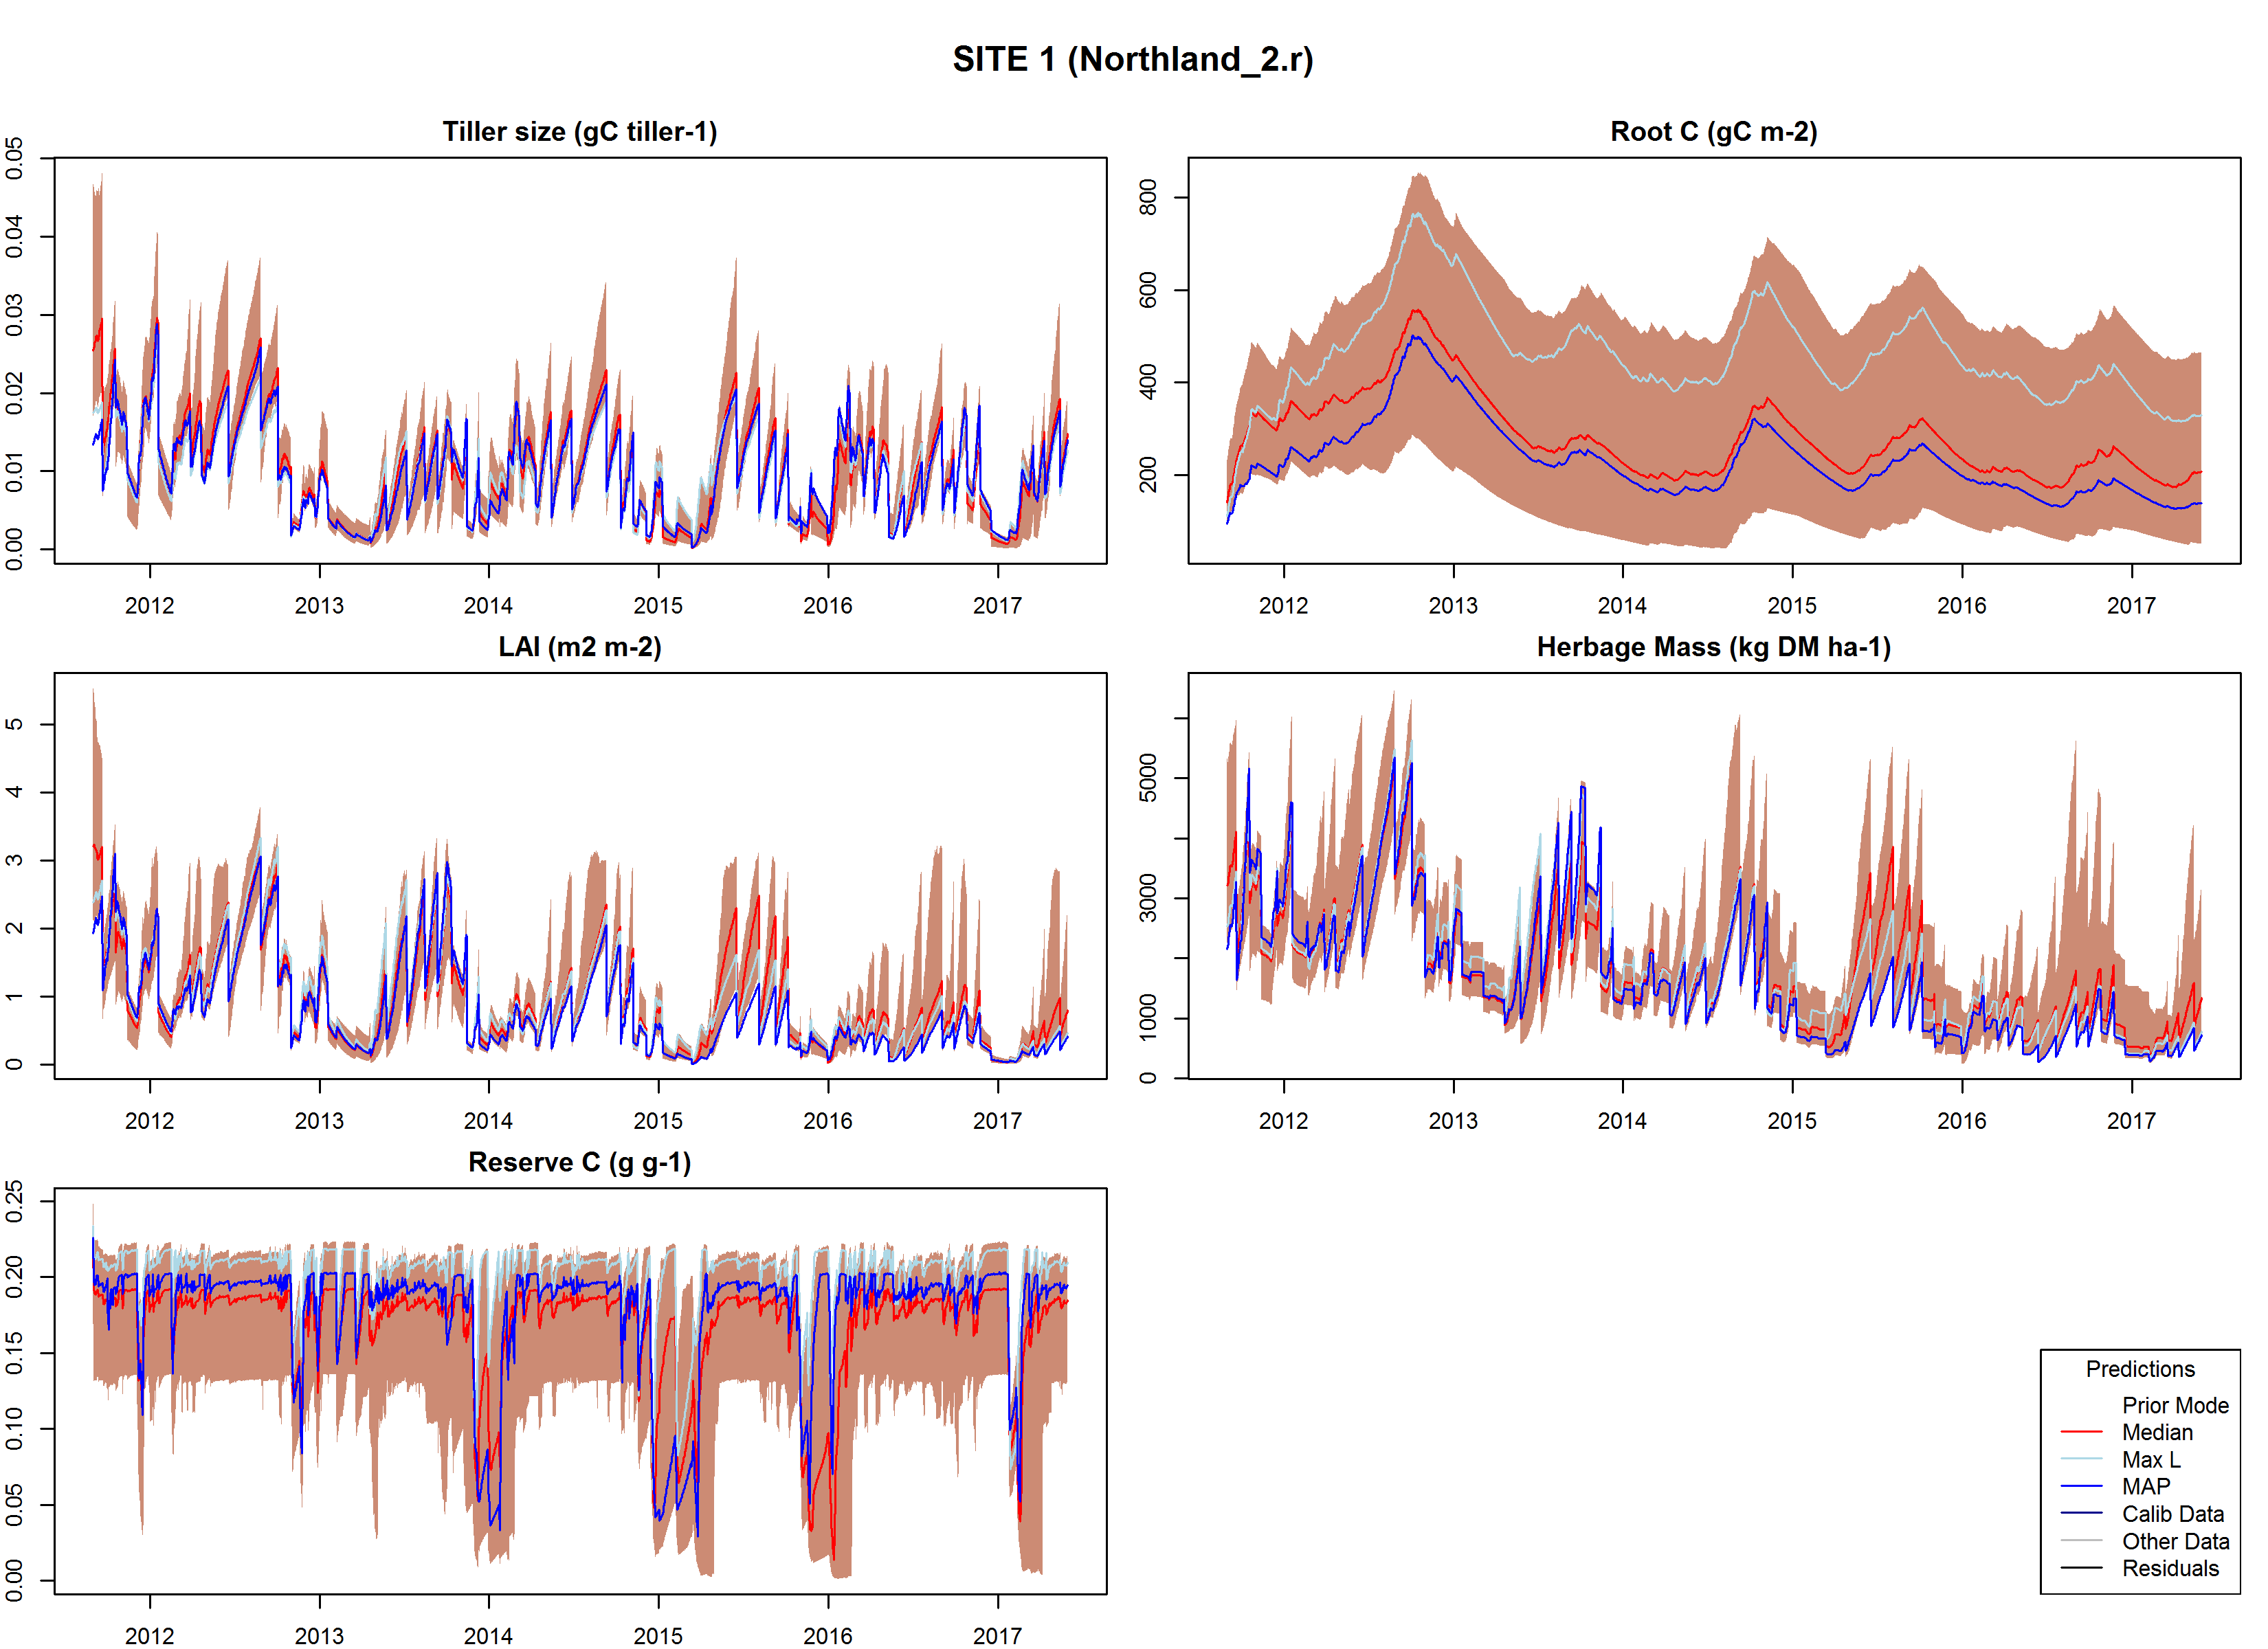 SITE 1 (Northland_2.r)
Tiller size (gC tiller-1)
0.05
0.04
0.03
0.02
0.01
0.00
2012 2013 2014 2015 2016 2017
Root C (gC m-2)
800
600
400
200
2012 2013 2014 2015 2016 2017
LAI (m2 m-2)
5
4
3
2
1
0
2012 2013 2014 2015 2016 2017
Herbage Mass (kg DM ha-1)
5000
3000
1000
0
2012 2013 2014 2015 2016 2017
Reserve C (g g-1)
0.25
0.20
0.15
0.10
0.05
0.00
2012 2013 2014 2015 2016 2017
Predictions
Prior Mode
Median
Max L
MAP
Calib Data
Other Data
Residuals